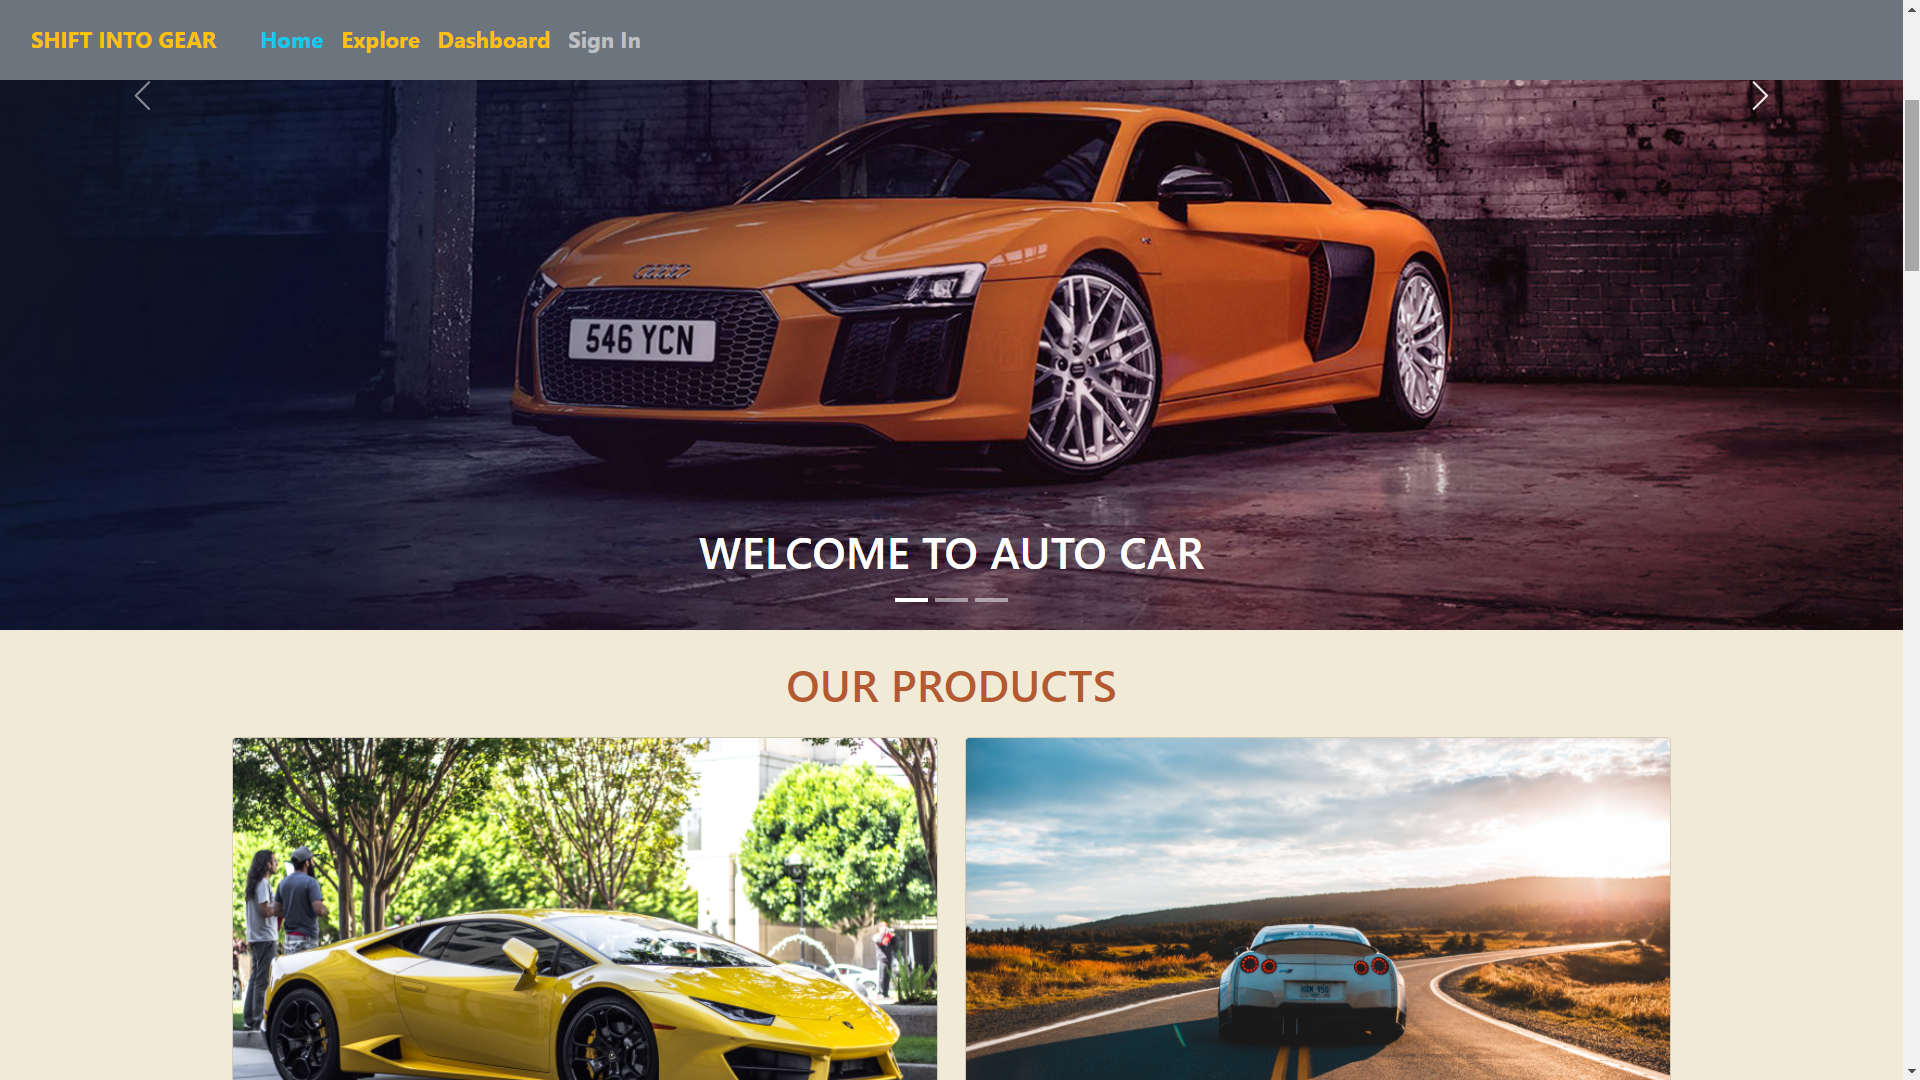 SHIFT INTO GEAR Home Explore Dashboard Sign In
546 YCN
WELCOME TO AUTO CAR
OUR PRODUCTS